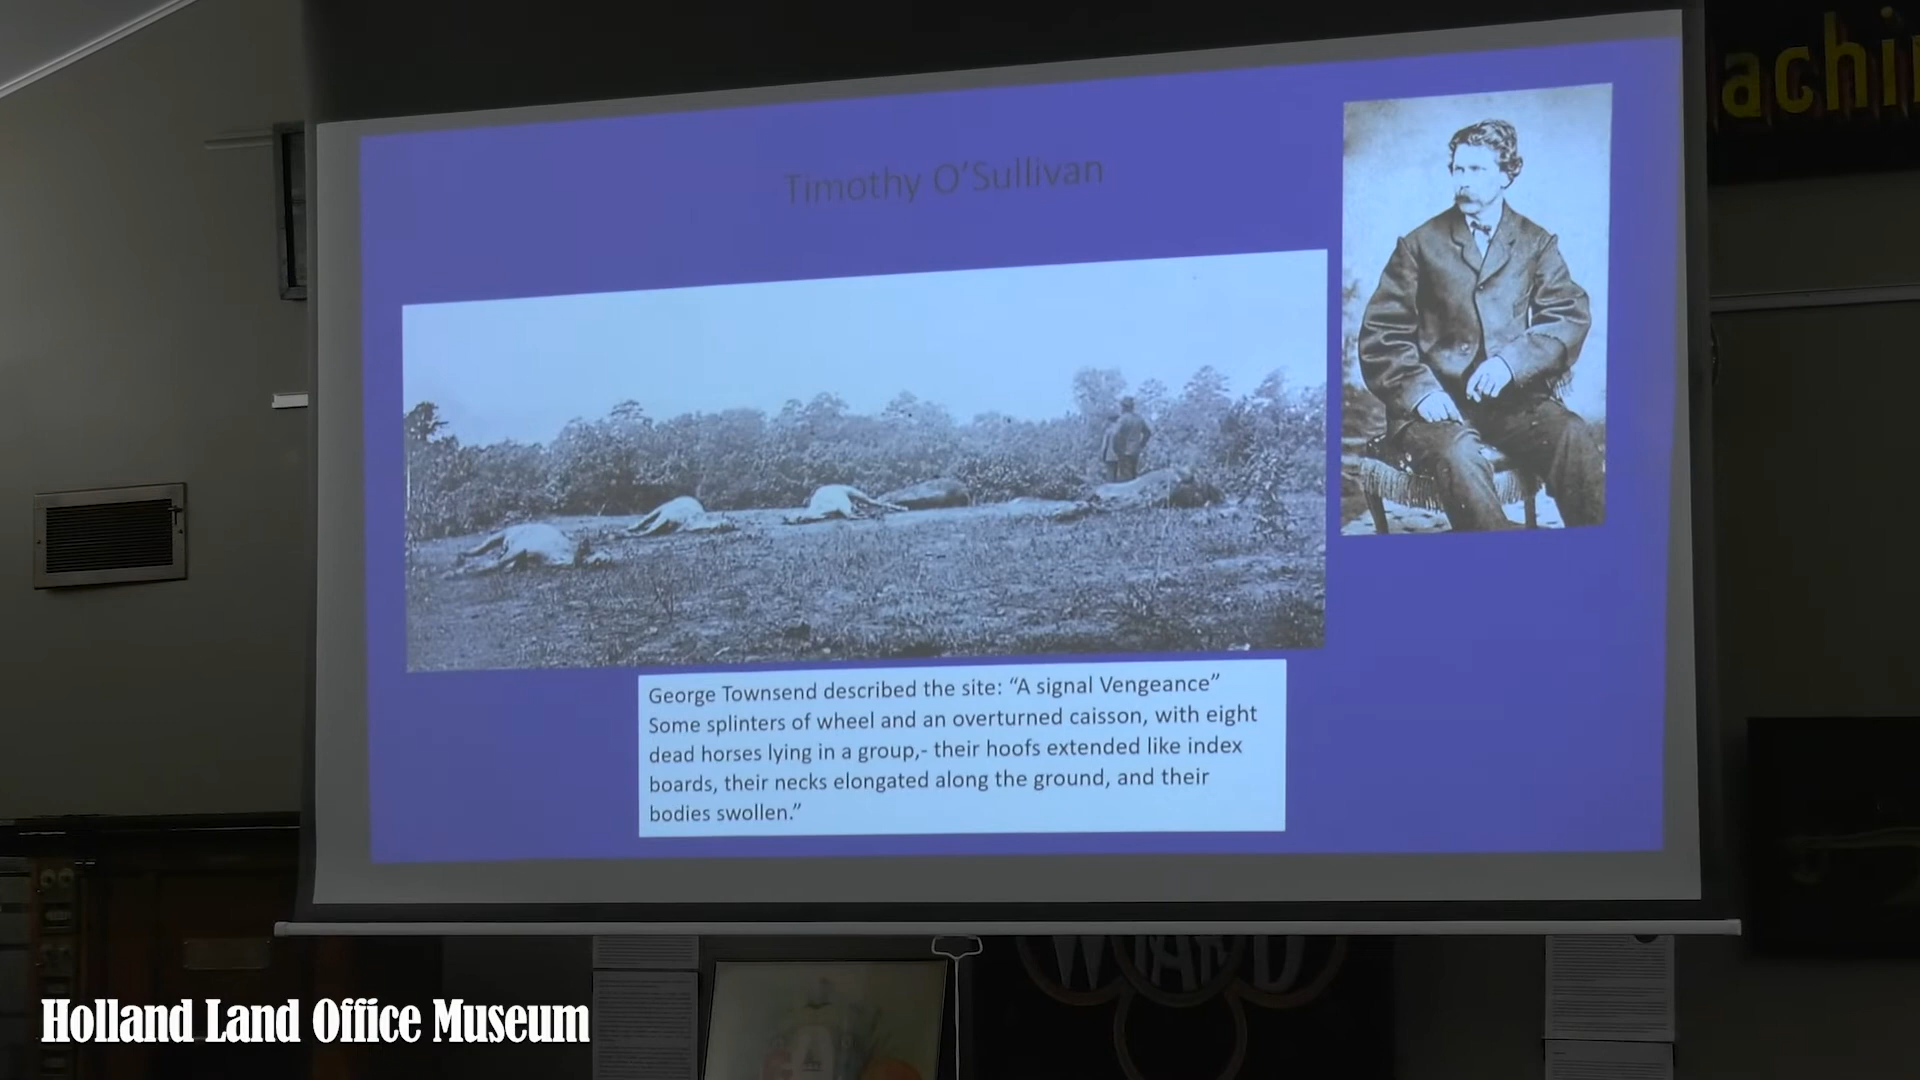 achi
Timothy O'Sullivan
George Townsend described the site: “A signal Vengeance”
Some splinters of wheel and an overturned caisson, with eight
dead horses lying in a group,- their hoofs extended like index
boards, their necks elongated along the ground, and their
bodies swollen.”
WIARD
Holland Land Office Museum